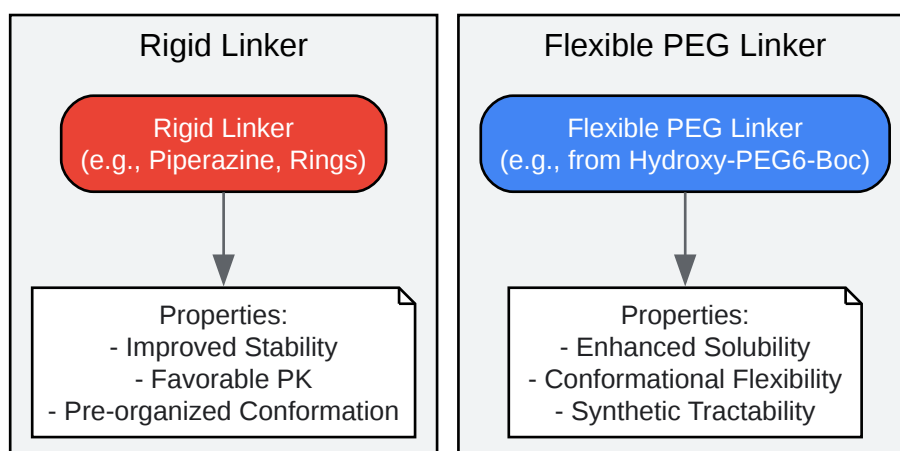 Rigid Linker
Rigid Linker
(e.g., Piperazine, Rings)
Properties:
- Improved Stability
- Favorable PK
- Pre-organized Conformation
Flexible PEG Linker
Flexible PEG Linker
(e.g., from Hydroxy-PEG6-Boc)
Properties:
- Enhanced Solubility
- Conformational Flexibility
- Synthetic Tractability